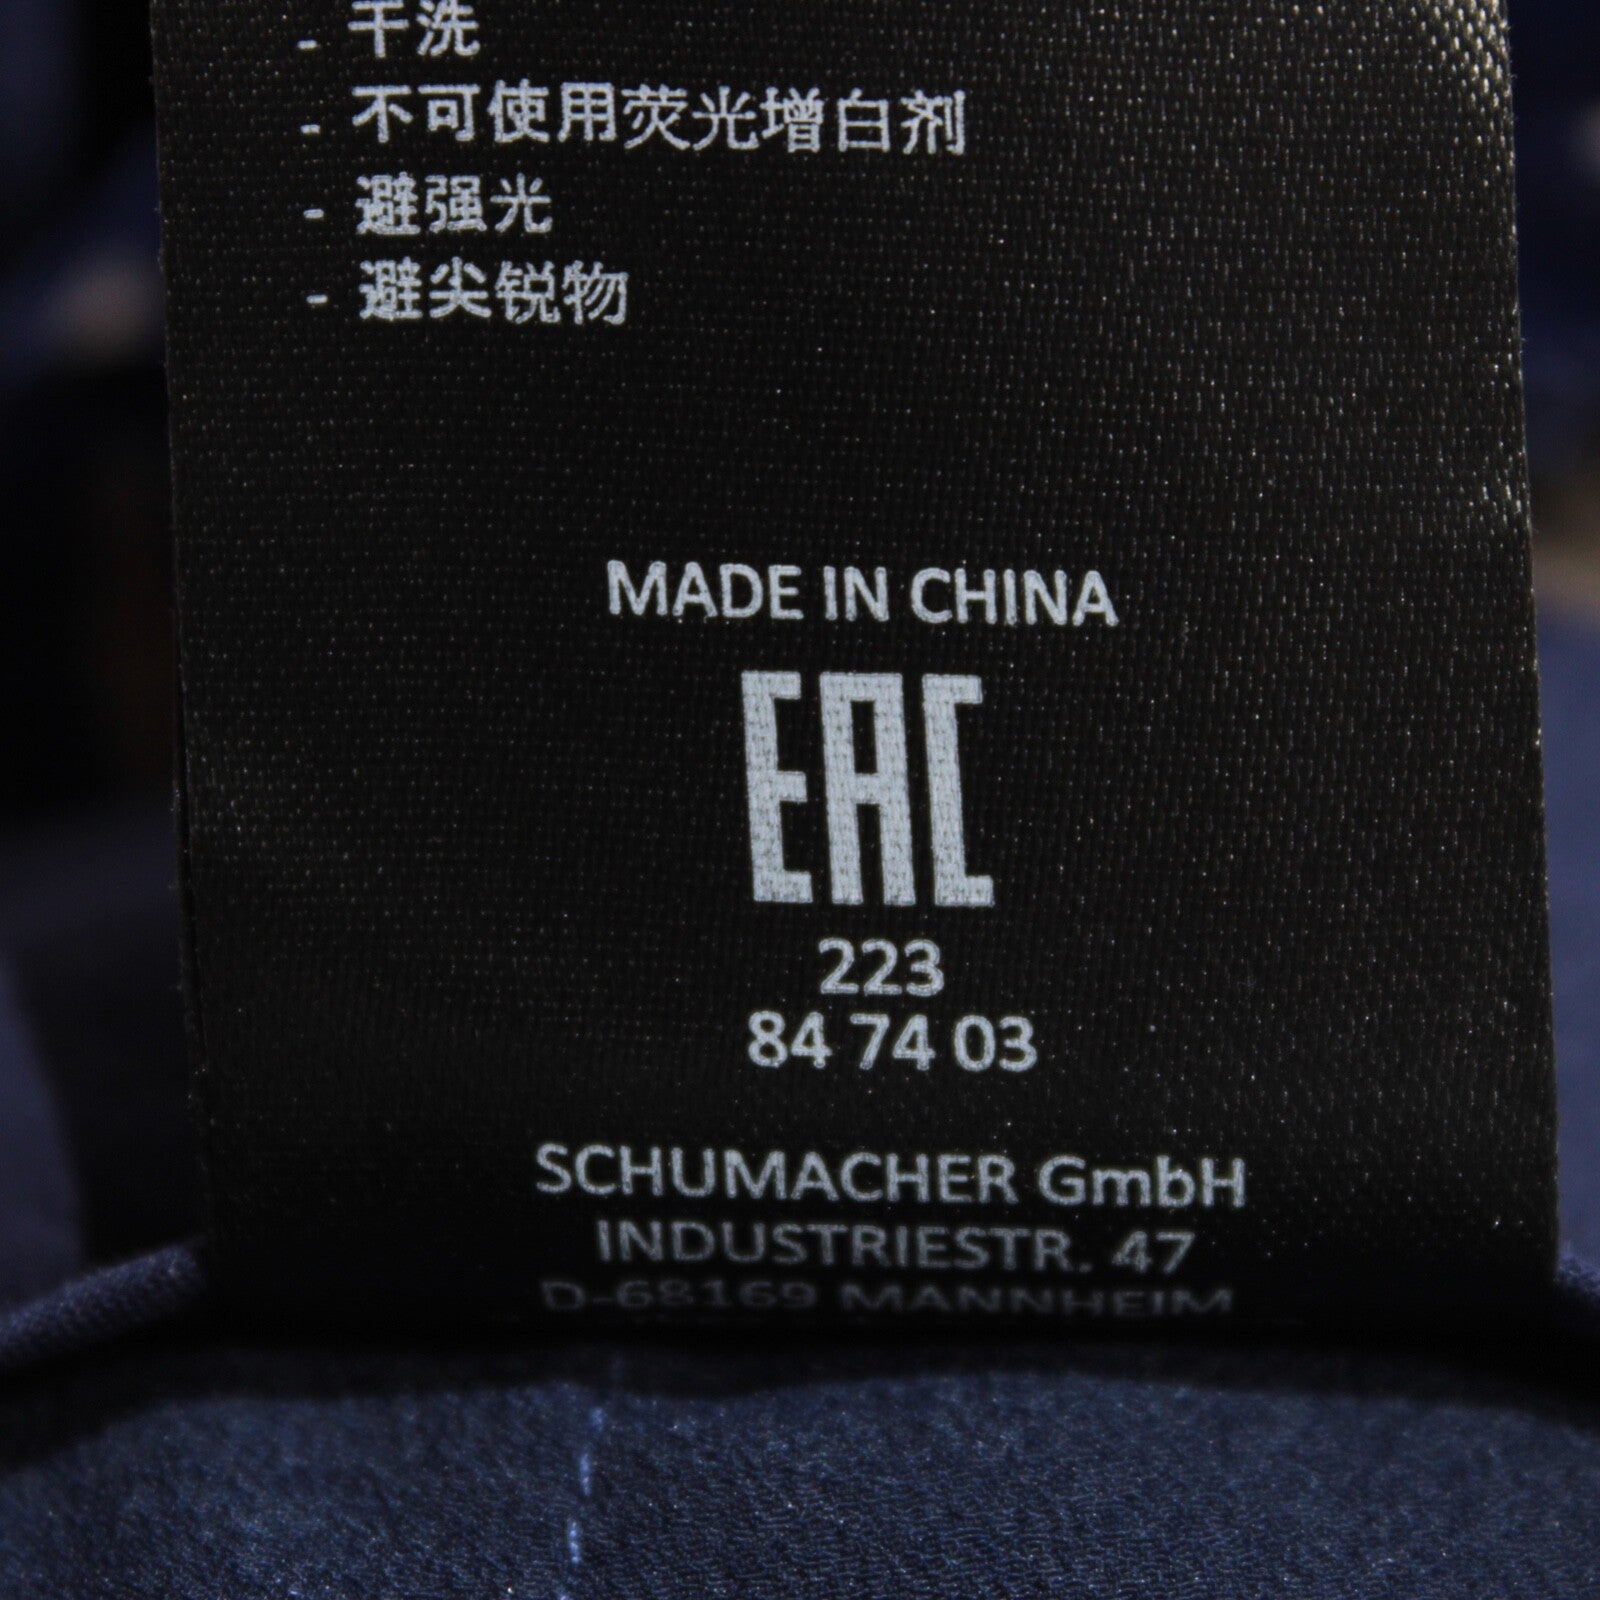 - 干洗
- 不可使用荧光增白剂
- 避强光
- 避尖锐物
MADE IN CHINA
EAC
223
84 74 03
SCHUMACHER GmbH
INDUSTRIESTR. 47
D-68169 MANNHEIM